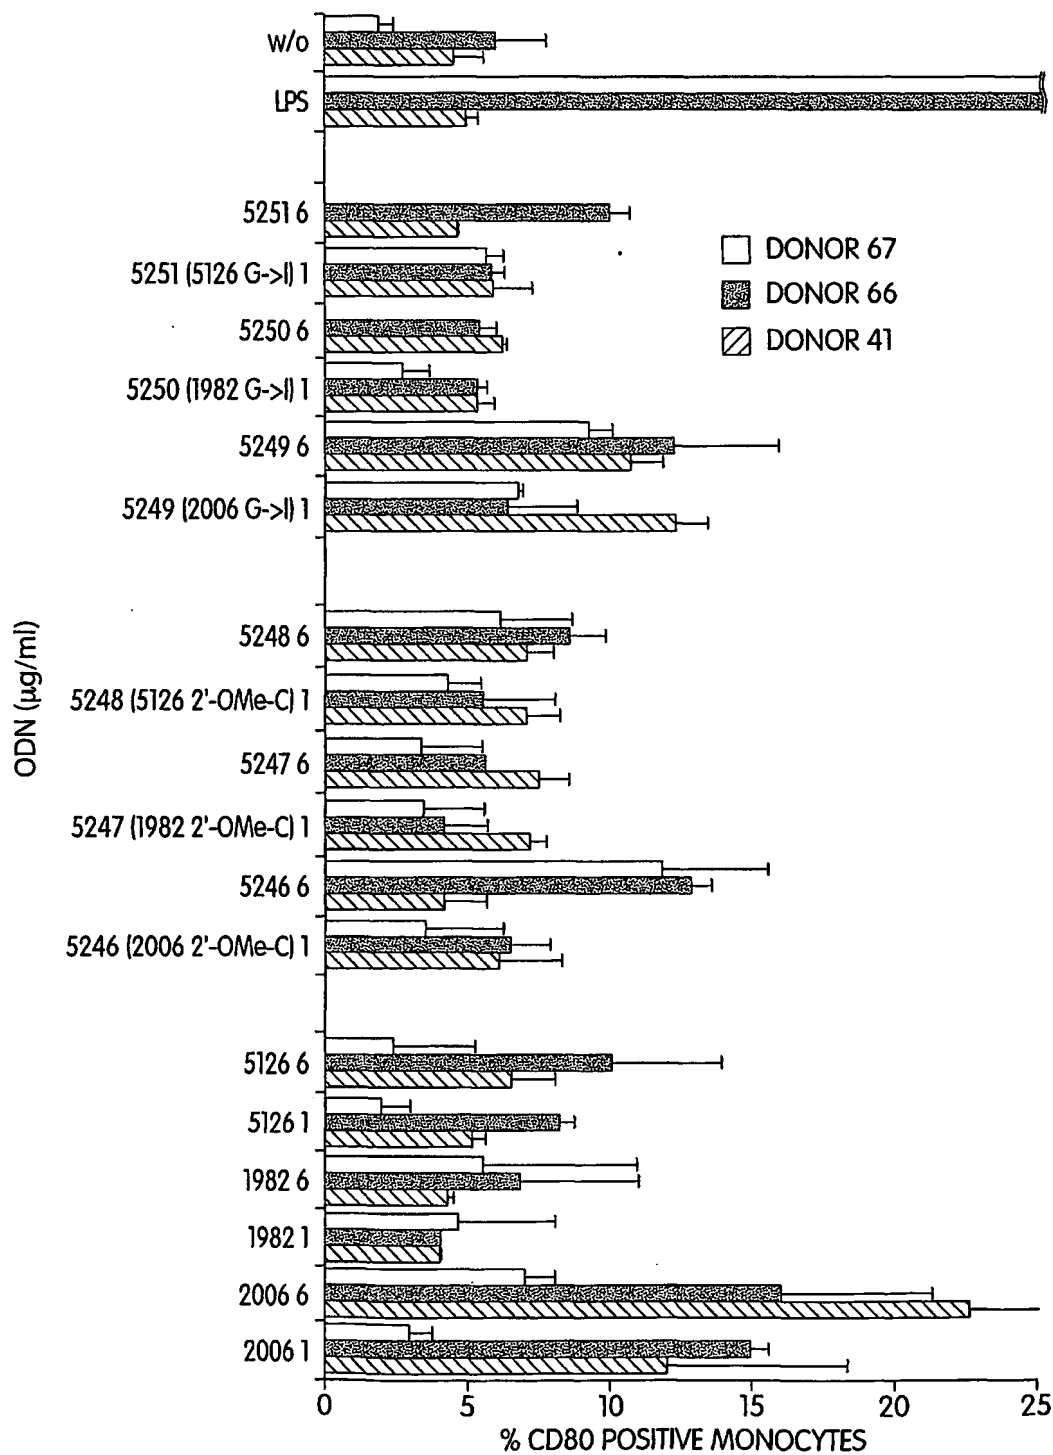 w/o
LPS
5251 6
DONOR 67
5251 (5126 G->I) 1
DONOR 66
5250 6
DONOR 41
5250 (1982 G->I) 1
5249 6
5249 (2006 G->I) 1
ODN (µg/ml)
5248 6
5248 (5126 2'-OMe-C) 1
5247 6
5247 (1982 2'-OMe-C) 1
5246 6
5246 (2006 2'-OMe-C) 1
5126 6
5126 1
1982 6
1982 1
2006 6
2006 1
0 5 10 15 20 25
% CD80 POSITIVE MONOCYTES